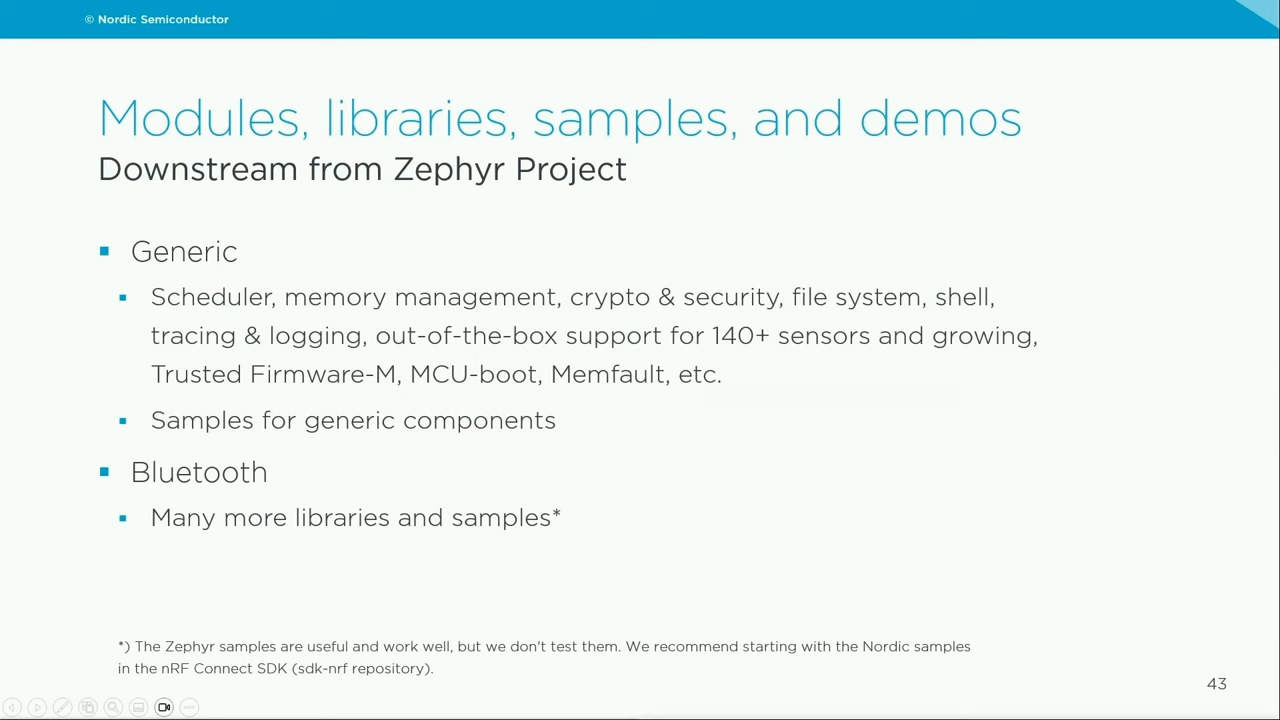 © Nordic Semiconductor
Modules, libraries, samples, and demos
Downstream from Zephyr Project
Generic
Scheduler, memory management, crypto & security, file system, shell,
tracing & logging, out-of-the-box support for 140+ sensors and growing,
Trusted Firmware-M, MCU-boot, Memfault, etc.
Samples for generic components
Bluetooth
Many more libraries and samples*
*) The Zephyr samples are useful and work well, but we don't test them. We recommend starting with the Nordic samples
in the nRF Connect SDK (sdk-nrf repository).
43